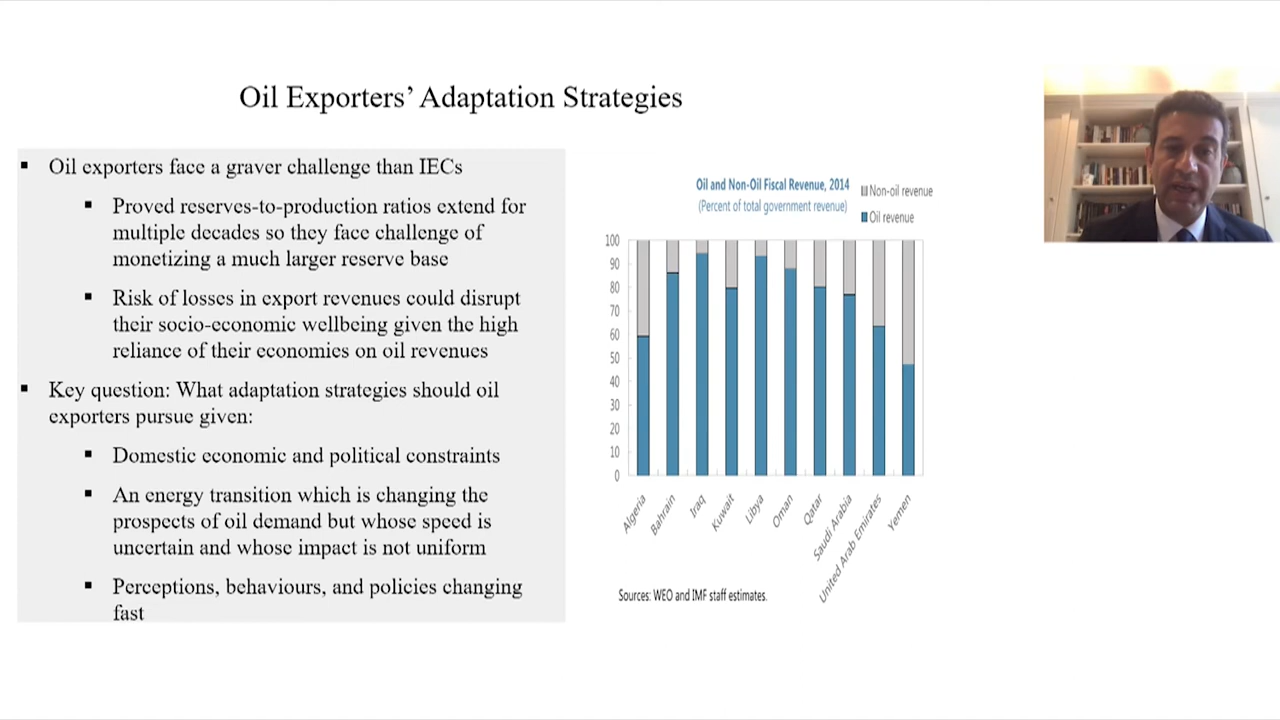 Oil Exporters' Adaptation Strategies
▪ Oil exporters face a graver challenge than IECs
▪ Proved reserves-to-production ratios extend for
multiple decades so they face challenge of
monetizing a much larger reserve base
▪ Risk of losses in export revenues could disrupt
their socio-economic wellbeing given the high
reliance of their economies on oil revenues
▪ Key question: What adaptation strategies should oil
exporters pursue given:
▪ Domestic economic and political constraints
▪ An energy transition which is changing the
prospects of oil demand but whose speed is
uncertain and whose impact is not uniform
▪ Perceptions, behaviours, and policies changing
fast
Oil and Non-Oil Fiscal Revenue, 2014
(Percent of total government revenue)
Non-oil revenue
Oil revenue
100
90
80
70
60
50
40
30
20
10
0
Algeria
Bahrain
Iraq
Kuwait
Libya
Oman
Qatar
Saudi Arabia
United Arab Emirates
Yemen
Sources: WEO and IMF staff estimates.